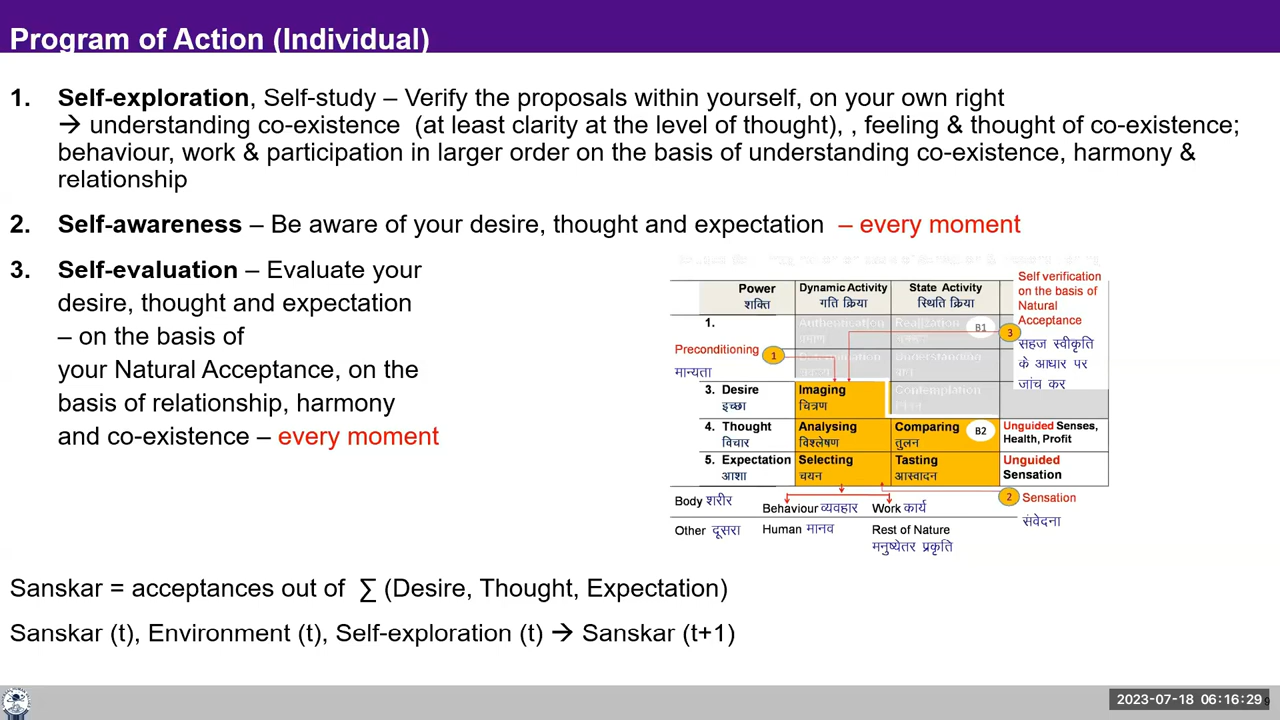 Program of Action (Individual)
1. Self-exploration, Self-study – Verify the proposals within yourself, on your own right
→ understanding co-existence (at least clarity at the level of thought), , feeling & thought of co-existence;
behaviour, work & participation in larger order on the basis of understanding co-existence, harmony &
relationship
2. Self-awareness – Be aware of your desire, thought and expectation – every moment
3. Self-evaluation – Evaluate your
desire, thought and expectation
– on the basis of
your Natural Acceptance, on the
basis of relationship, harmony
and co-existence – every moment
Power Dynamic Activity State Activity
शक्ति गति क्रिया स्थिति क्रिया
Self verification
on the basis of
Natural
Acceptance
सहज स्वीकृति
के आधार पर
जांच कर
1. Authentication Realization B1 3
प्रमाण
Preconditioning 1
मान्यता
Determination Understanding
3. Desire Imaging Contemplation
इच्छा चित्रण
4. Thought Analysing Comparing B2 Unguided Senses,
विचार विश्लेषण तुलन Health, Profit
5. Expectation Selecting Tasting Unguided
आशा चयन आस्वादन Sensation
Body शरीर Behaviour व्यवहार Work कार्य 2 Sensation
संवेदना
Other दूसरा Human मानव Rest of Nature
मनुष्येतर प्रकृति
Sanskar = acceptances out of ∑ (Desire, Thought, Expectation)
Sanskar (t), Environment (t), Self-exploration (t) → Sanskar (t+1)
2023-07-18 06:16:29
9